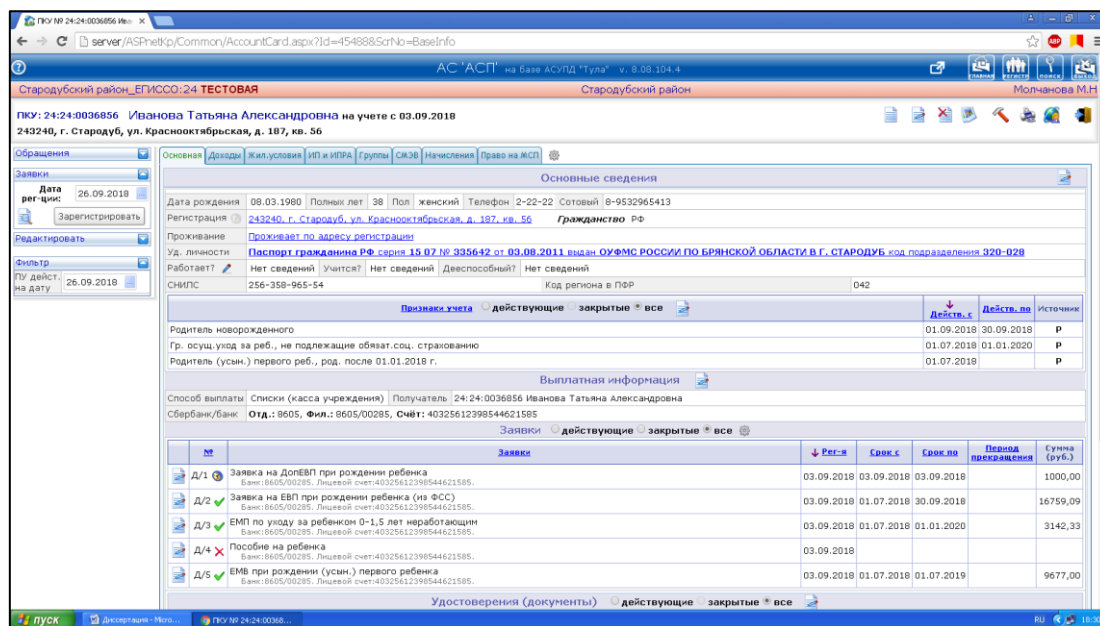 ПКУ № 24:24:0036856 Ива
server/ASPnetKp/Common/AccountCard.aspx?Id=45488&ScrNo=BaseInfo
ABP
АС 'АСП' на базе АСУПД "Тула" v. 8.08.104.4
ГЛАВНАЯ РЕГИСТР ПОИСК ВЫХОД
Стародубский район_ЕГИССО:24 ТЕСТОВАЯ Стародубский район Молчанова М.Н
ПКУ: 24:24:0036856 Иванова Татьяна Александровна на учете с 03.09.2018
243240, г. Стародуб, ул. Краснооктябрьская, д. 187, кв. 56
Обращения
Заявки
Дата рег-ции: 26.09.2018
Зарегистрировать
Редактировать
Фильтр
ПУ дейст. на дату 26.09.2018
Основная Доходы Жил.условия ИП и ИПРА Группы СМЭВ Начисления Право на МСП
Основные сведения
Дата рождения 08.03.1980 Полных лет 38 Пол женский Телефон 2-22-22 Сотовый 8-9532965413
Регистрация 243240, г. Стародуб, ул. Краснооктябрьская, д. 187, кв. 56 Гражданство РФ
Проживание Проживает по адресу регистрации
Уд. личности Паспорт гражданина РФ серия 15 07 № 335642 от 03.08.2011 выдан ОУФМС РОССИИ ПО БРЯНСКОЙ ОБЛАСТИ В Г. СТАРОДУБ код подразделения 320-028
Работает? Нет сведений Учится? Нет сведений Дееспособный? Нет сведений
СНИЛС 256-358-965-54 Код региона в ПФР 042
Признаки учета действующие закрытые все Действ. с Действ. по Источник
Родитель новорожденного 01.09.2018 30.09.2018 Р
Гр. осущ.уход за реб., не подлежащие обязат.соц. страхованию 01.07.2018 01.01.2020 Р
Родитель (усын.) первого реб., род. после 01.01.2018 г. 01.07.2018 Р
Выплатная информация
Способ выплаты Списки (касса учреждения) Получатель 24:24:0036856 Иванова Татьяна Александровна
Сбербанк/банк Отд.: 8605, Фил.: 8605/00285, Счёт: 40325612398544621585
Заявки действующие закрытые все
№ Заявки Рег-я Срок с Срок по Период прекращения Сумма (руб.)
Д/1 Заявка на ДопЕВП при рождении ребенка 03.09.2018 03.09.2018 03.09.2018 1000,00
Банк:8605/00285. Лицевой счет:40325612398544621585.
Д/2 Заявка на ЕВП при рождении ребенка (из ФСС) 03.09.2018 01.07.2018 30.09.2018 16759,09
Банк:8605/00285. Лицевой счет:40325612398544621585.
Д/3 ЕМП по уходу за ребенком 0-1,5 лет неработающим 03.09.2018 01.07.2018 01.01.2020 3142,33
Банк:8605/00285. Лицевой счет:40325612398544621585.
Д/4 Пособие на ребенка 03.09.2018
Банк:8605/00285. Лицевой счет:40325612398544621585.
Д/5 ЕМВ при рождении (усын.) первого ребенка 03.09.2018 01.07.2018 01.07.2019 9677,00
Банк:8605/00285. Лицевой счет:40325612398544621585.
Удостоверения (документы) действующие закрытые все
пуск Диссертация - Micro... ПКУ № 24:24:00368... RU 18:30